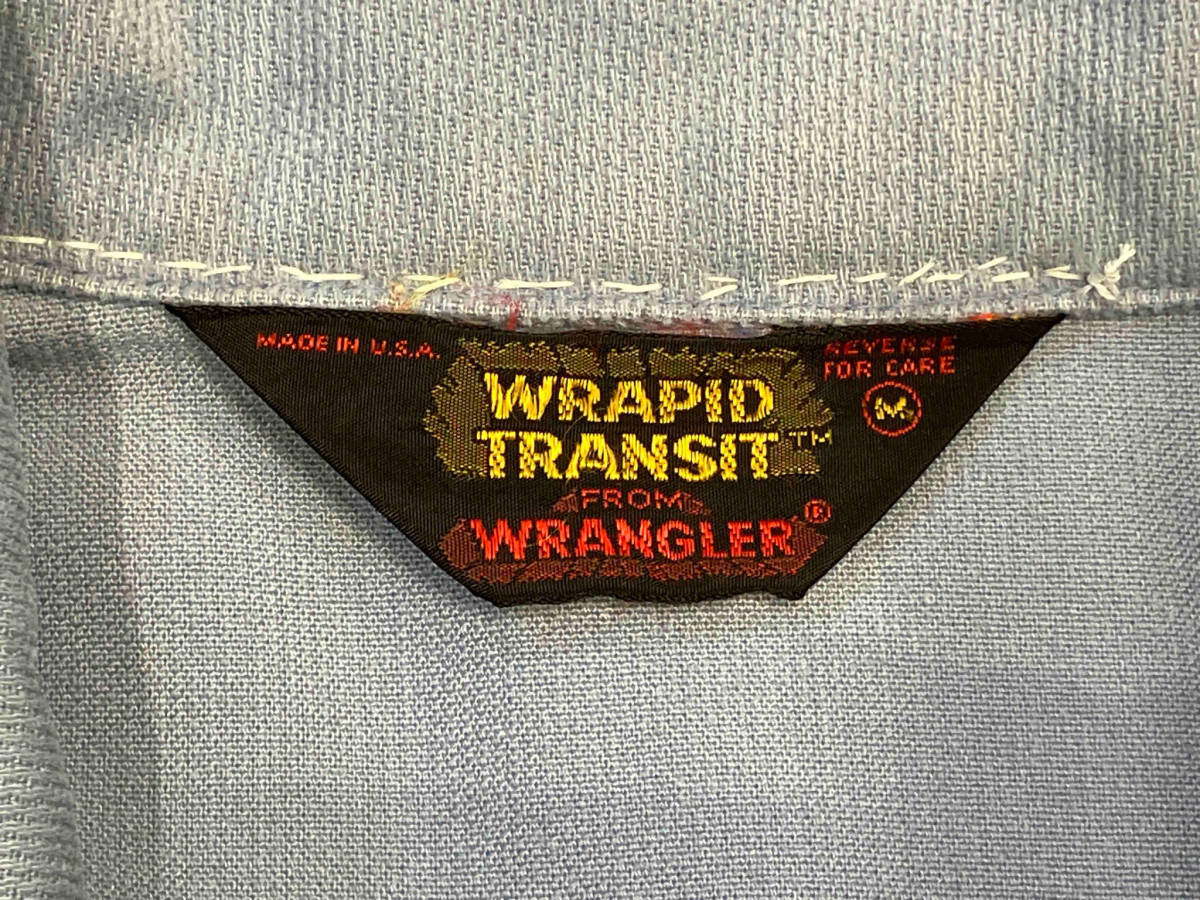 MADE IN U.S.A.
WRAPID
TRANSIT™
FROM
WRANGLER®
REVERSE
FOR CARE
M